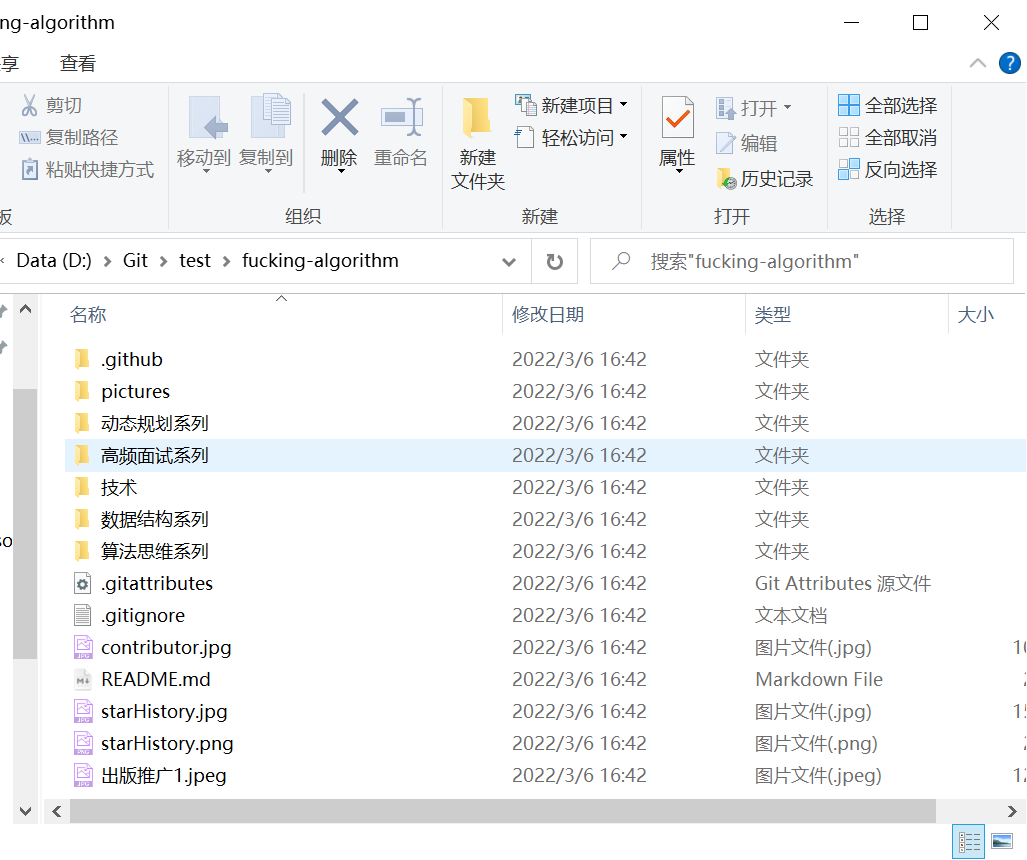 ng-algorithm
享 查看
剪切
复制路径
粘贴快捷方式
移动到 复制到 删除 重命名
新建
文件夹
新建项目
轻松访问
属性
打开
编辑
历史记录
全部选择
全部取消
反向选择
板 组织 新建 打开 选择
Data (D:) Git test fucking-algorithm
搜索"fucking-algorithm"
名称 修改日期 类型 大小
.github 2022/3/6 16:42 文件夹
pictures 2022/3/6 16:42 文件夹
动态规划系列 2022/3/6 16:42 文件夹
高频面试系列 2022/3/6 16:42 文件夹
技术 2022/3/6 16:42 文件夹
数据结构系列 2022/3/6 16:42 文件夹
so
算法思维系列 2022/3/6 16:42 文件夹
.gitattributes 2022/3/6 16:42 Git Attributes 源文件
.gitignore 2022/3/6 16:42 文本文档
contributor.jpg 2022/3/6 16:42 图片文件(.jpg)
README.md 2022/3/6 16:42 Markdown File
starHistory.jpg 2022/3/6 16:42 图片文件(.jpg)
starHistory.png 2022/3/6 16:42 图片文件(.png)
出版推广1.jpeg 2022/3/6 16:42 图片文件(.jpeg)